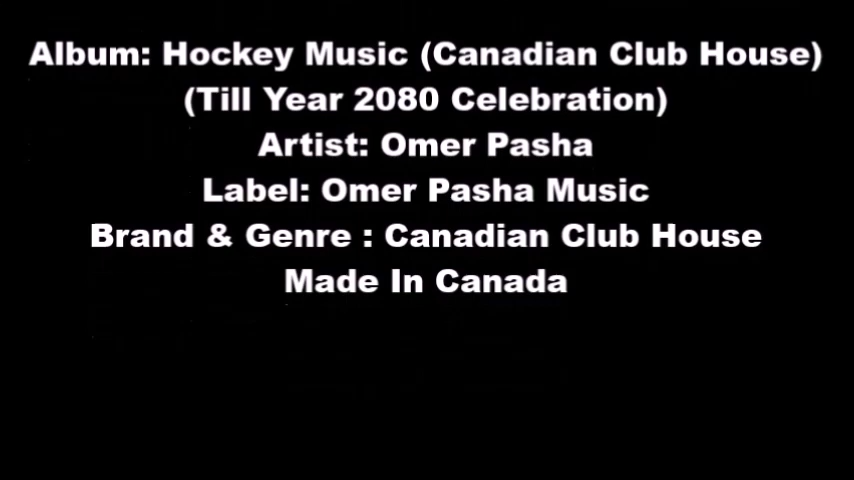 Album: Hockey Music (Canadian Club House)
(Till Year 2080 Celebration)
Artist: Omer Pasha
Label: Omer Pasha Music
Brand & Genre : Canadian Club House
Made In Canada